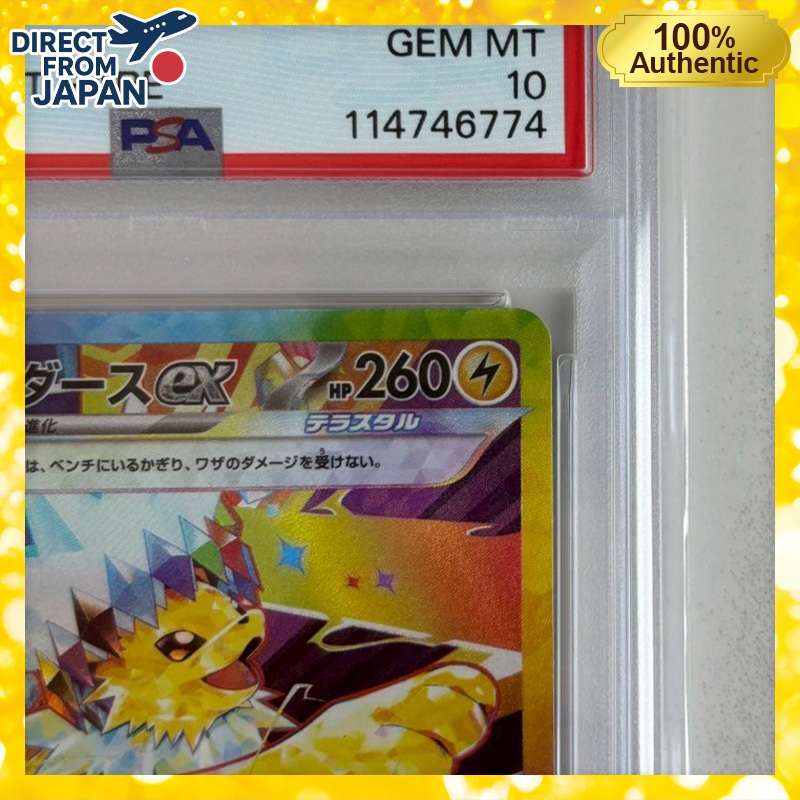 DIRECT
FROM
JAPAN
100%
Authentic
GEM MT
10
PSA
114746774
ダースex
HP260
進化
テラスタル
は、ベンチにいるかぎり、ワザのダメージを受けない。